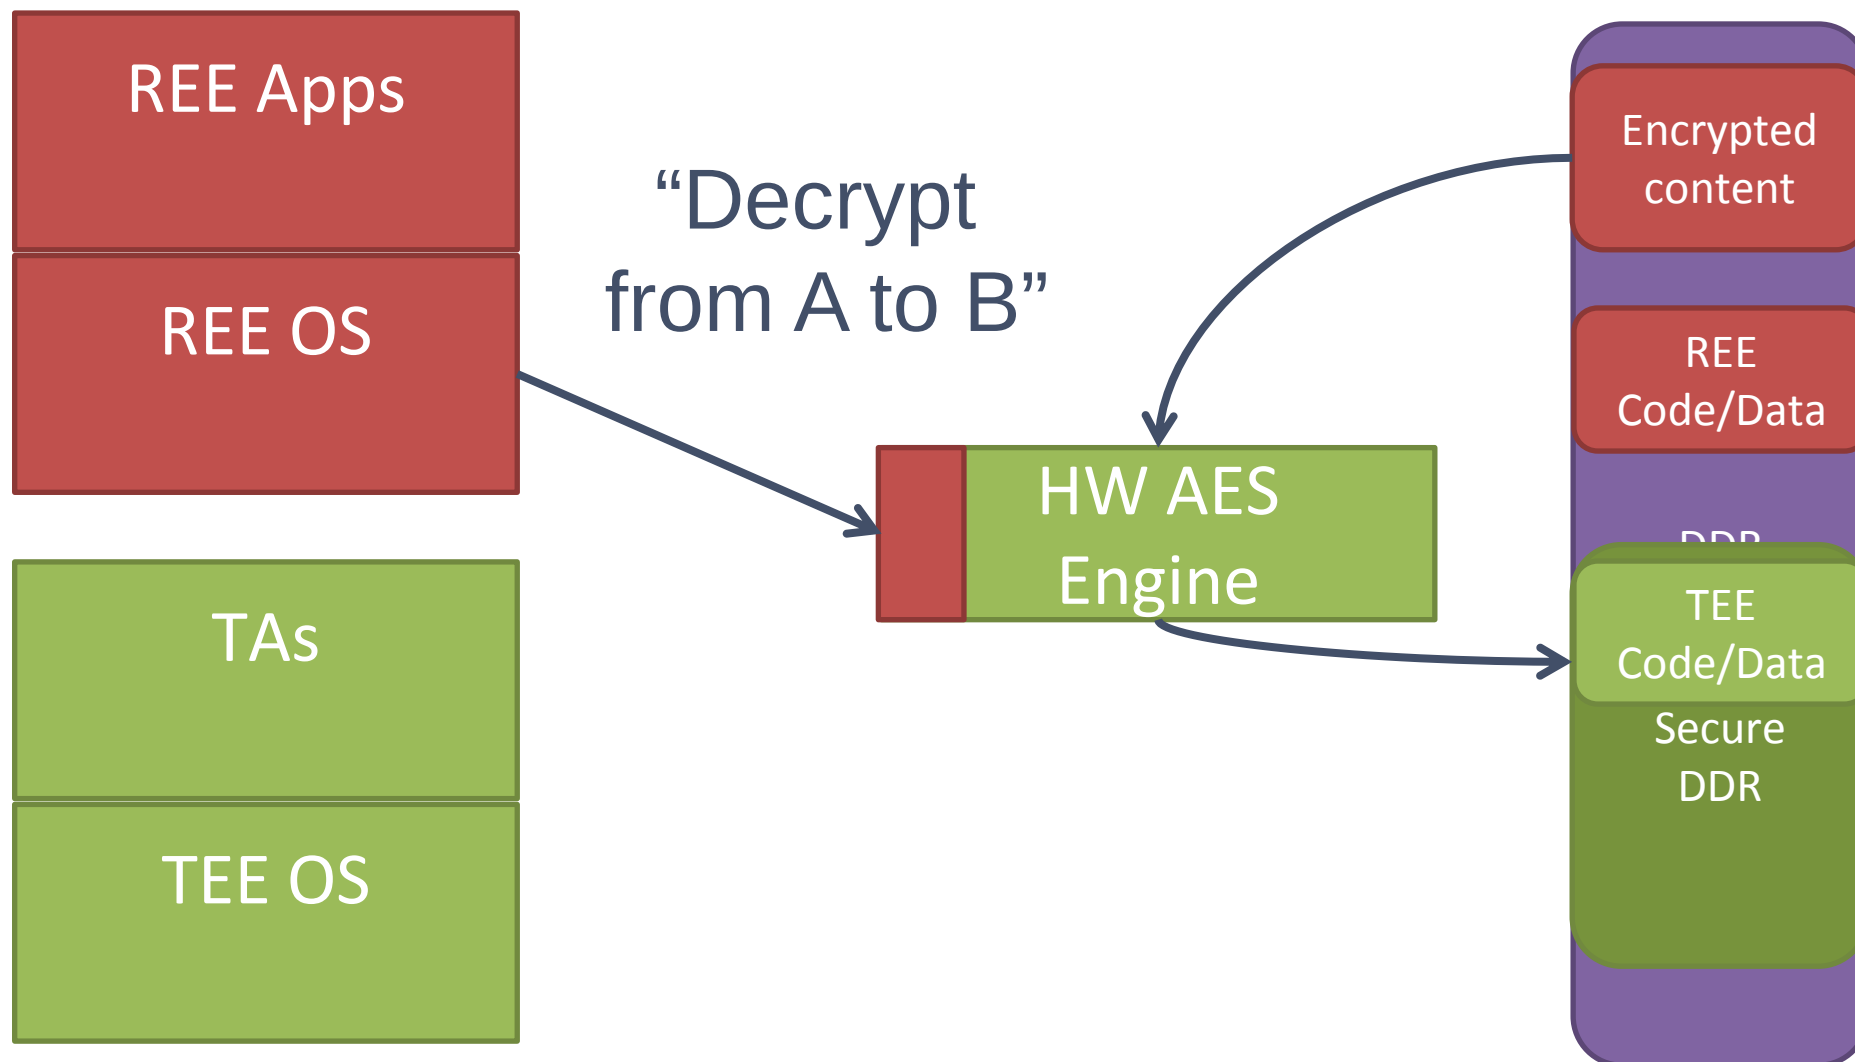 REE Apps
REE OS
TAs
TEE OS
“Decrypt
from A to B”
HW AES
Engine
Encrypted
content
REE
Code/Data
DDR
TEE
Code/Data
Secure
DDR